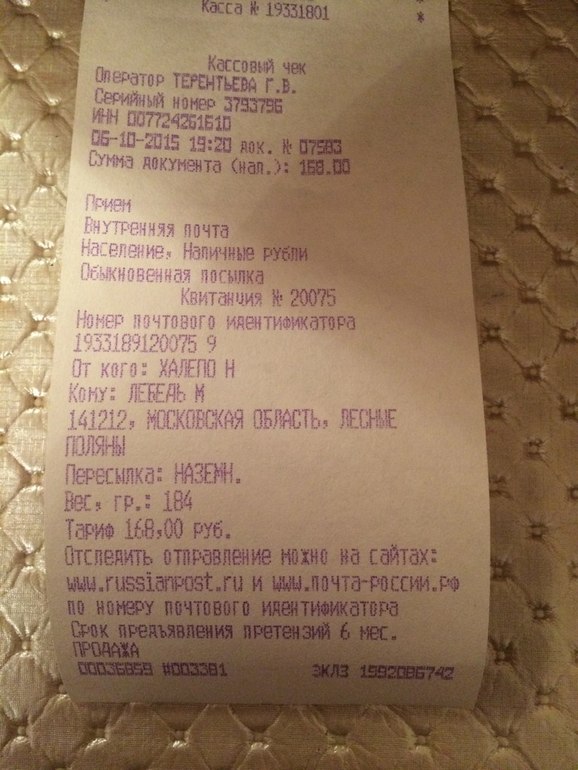 Касса № 19331801 *
Кассовый чек
Оператор ТЕРЕНТЬЕВА Г.В.
Серийный номер 3793796
ИНН 007724261610
06-10-2015 19:20 док. № 07583
Сумма документа (нал.): 168.00
Прием
Внутренняя почта
Население, Наличные рубли
Обыкновенная посылка
Квитанция № 20075
Номер почтового идентификатора
1933189120075 9
От кого: ХАЛЕПО Н
Кому: ЛЕБЕДЬ М
141212, МОСКОВСКАЯ ОБЛАСТЬ, ЛЕСНЫЕ
ПОЛЯНЫ
Пересылка: НАЗЕМН.
Вес, гр.: 184
Тариф 168,00 руб.
Отследить отправление можно на сайтах:
www.russianpost.ru и www.почта-россии.рф
по номеру почтового идентификатора
Срок предъявления претензий 6 мес.
ПРОДАЖА
00036859 #003381 ЭКЛЗ 1992086742